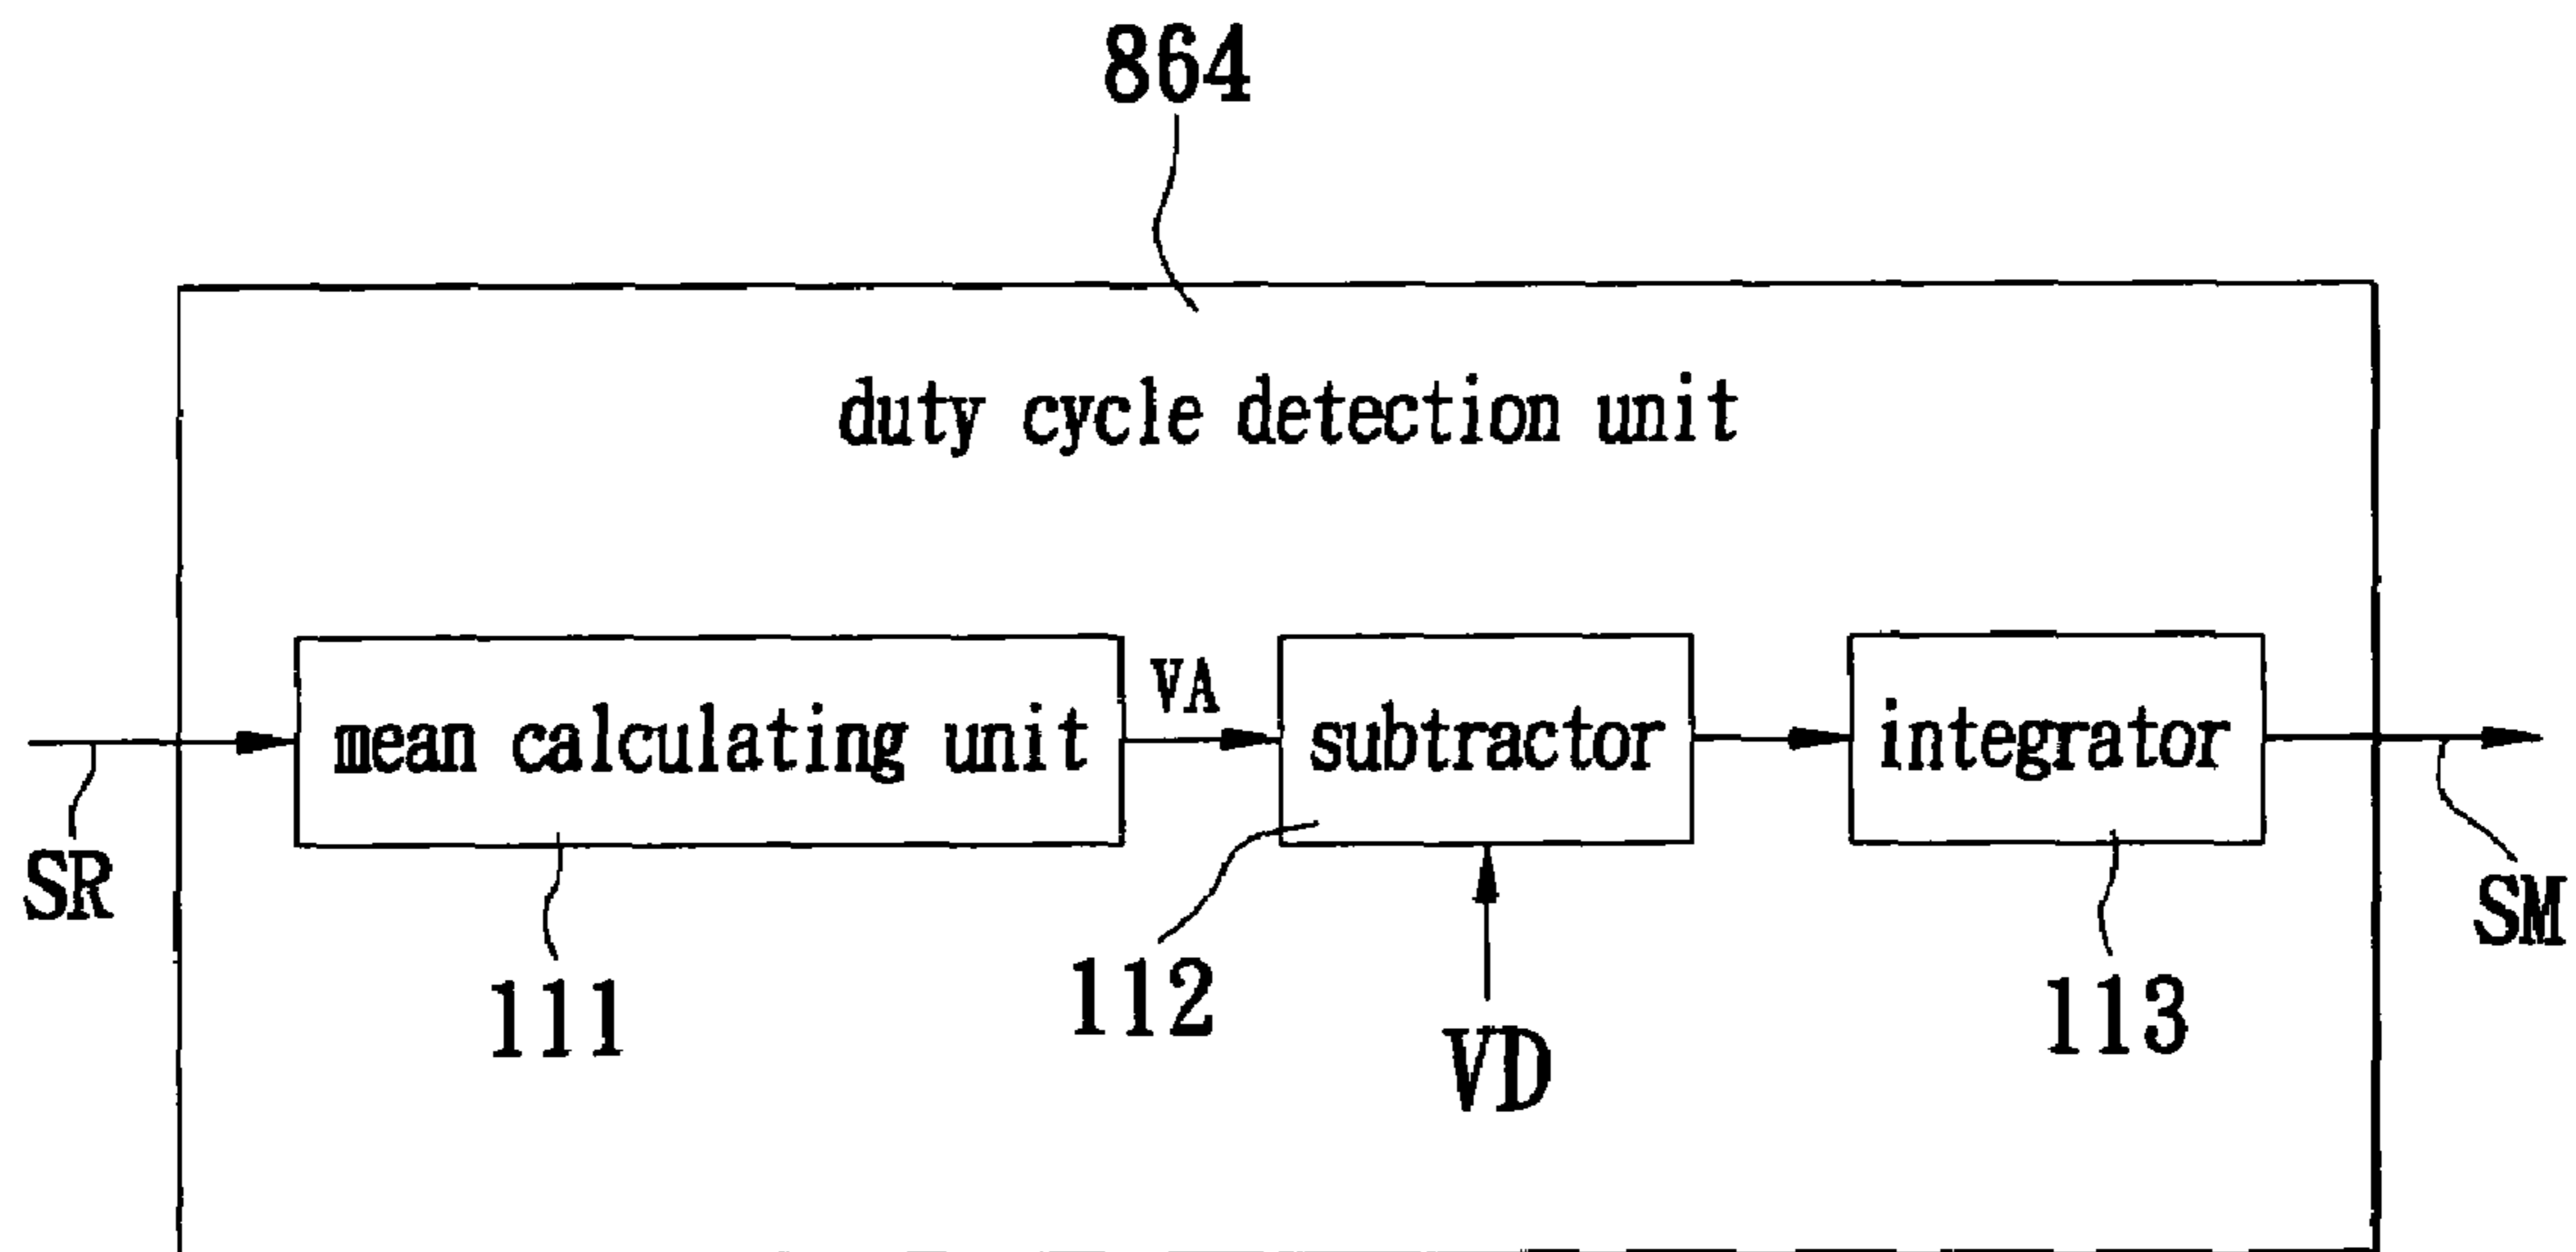 864
duty cycle detection unit
mean calculating unit
VA
subtractor
integrator
SR
SM
111
112
VD
113